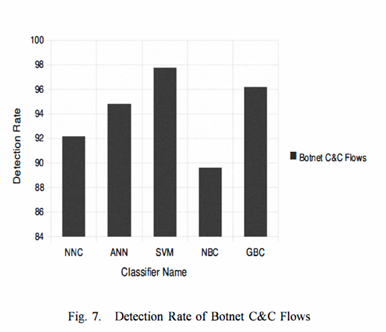 100
98
96
94
92
90
88
86
84
Detection Rate
NNC ANN SVM NBC GBC
Classifier Name
Botnet C&C Flows
Fig. 7. Detection Rate of Botnet C&C Flows